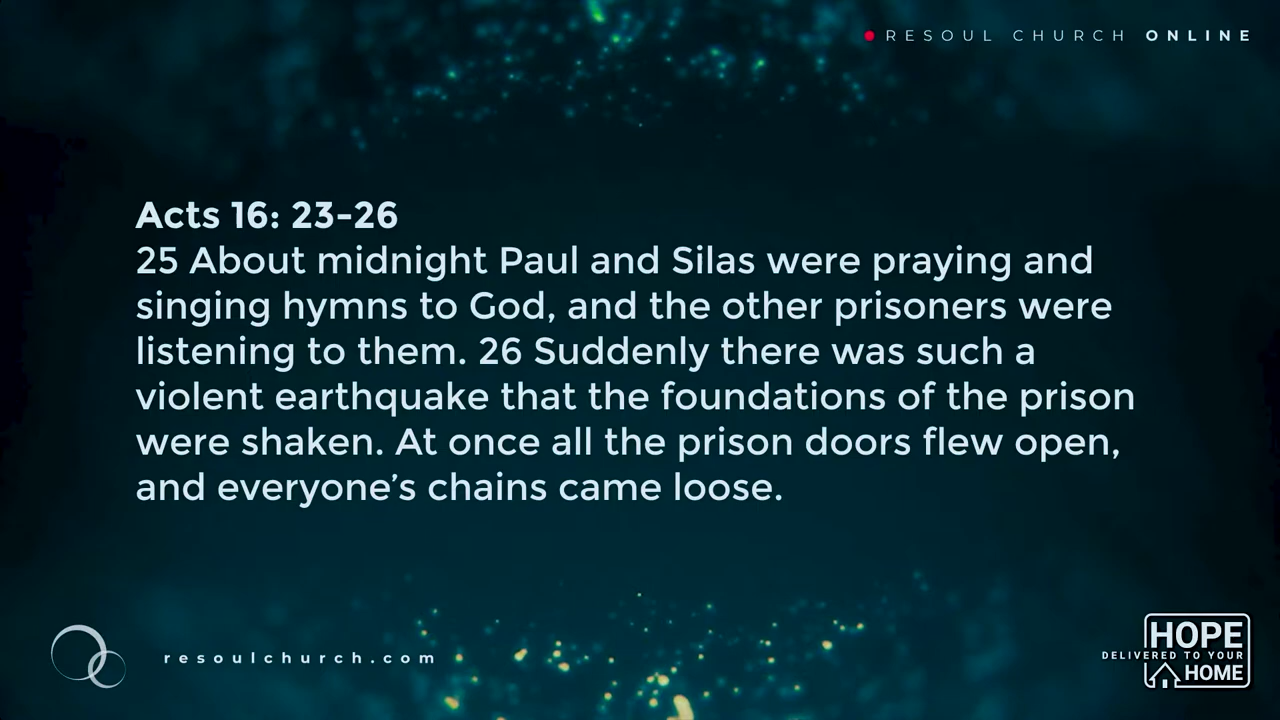 RESOUL CHURCH ONLINE
Acts 16: 23-26
25 About midnight Paul and Silas were praying and
singing hymns to God, and the other prisoners were
listening to them. 26 Suddenly there was such a
violent earthquake that the foundations of the prison
were shaken. At once all the prison doors flew open,
and everyone’s chains came loose.
resoulchurch.com
HOPE
DELIVERED TO YOUR
HOME